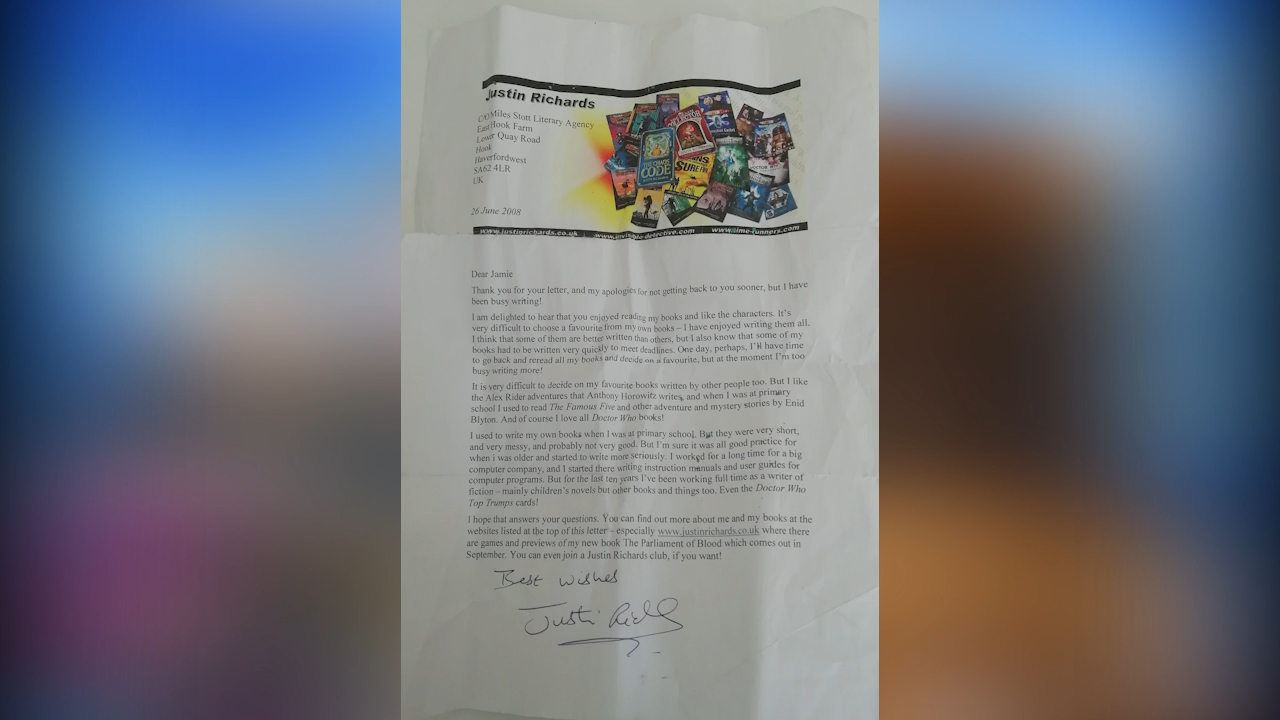 Justin Richards
C/O Miles Stott Literary Agency
East Hook Farm
Lower Quay Road
Hook
Haverfordwest
SA62 4LR
UK
26 June 2008
THE CHAOS
CODE
www.justinrichards.co.uk www.invisible-detective.com www.time-runners.com
Dear Jamie
Thank you for your letter, and my apologies for not getting back to you sooner, but I have
been busy writing!
I am delighted to hear that you enjoyed reading my books and like the characters. It's
very difficult to choose a favourite from my own books – I have enjoyed writing them all.
I think that some of them are better written than others, but I also know that some of my
books had to be written very quickly to meet deadlines. One day, perhaps, I'll have time
to go back and reread all my books and decide on a favourite, but at the moment I'm too
busy writing more!
It is very difficult to decide on my favourite books written by other people too. But I like
the Alex Rider adventures that Anthony Horowitz writes, and when I was at primary
school I used to read The Famous Five and other adventure and mystery stories by Enid
Blyton. And of course I love all Doctor Who books!
I used to write my own books when I was at primary school. But they were very short,
and very messy, and probably not very good. But I'm sure it was all good practice for
when i was older and started to write more seriously. I worked for a long time for a big
computer company, and I started there writing instruction manuals and user guides for
computer programs. But for the last ten years I've been working full time as a writer of
fiction – mainly children's novels but other books and things too. Even the Doctor Who
Top Trumps cards!
I hope that answers your questions. You can find out more about me and my books at the
websites listed at the top of this letter – especially www.justinrichards.co.uk where there
are games and previews of my new book The Parliament of Blood which comes out in
September. You can even join a Justin Richards club, if you want!
Best wishes
Justin Richards